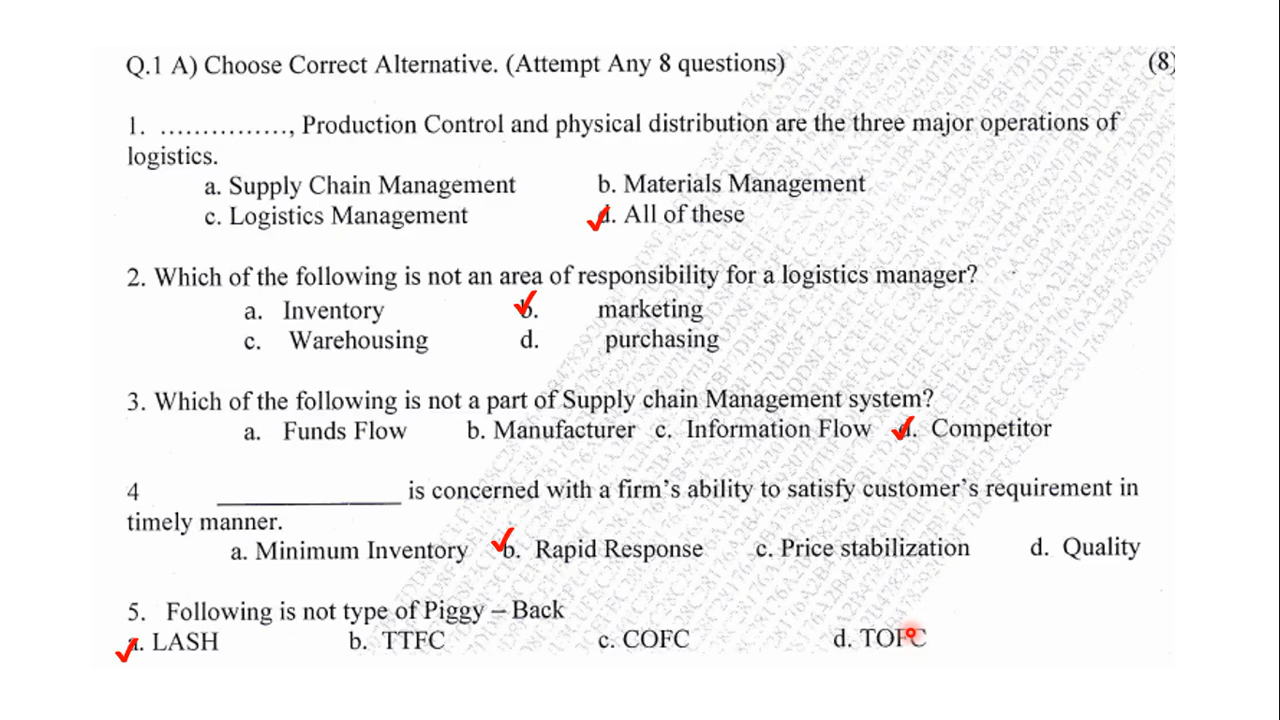 Q.1 A) Choose Correct Alternative. (Attempt Any 8 questions) (8)
1. ..............., Production Control and physical distribution are the three major operations of
logistics.
a. Supply Chain Management b. Materials Management
c. Logistics Management d. All of these
2. Which of the following is not an area of responsibility for a logistics manager?
a. Inventory b. marketing
c. Warehousing d. purchasing
3. Which of the following is not a part of Supply chain Management system?
a. Funds Flow b. Manufacturer c. Information Flow d. Competitor
4 ______________ is concerned with a firm's ability to satisfy customer's requirement in
timely manner.
a. Minimum Inventory b. Rapid Response c. Price stabilization d. Quality
5. Following is not type of Piggy – Back
a. LASH b. TTFC c. COFC d. TOFC